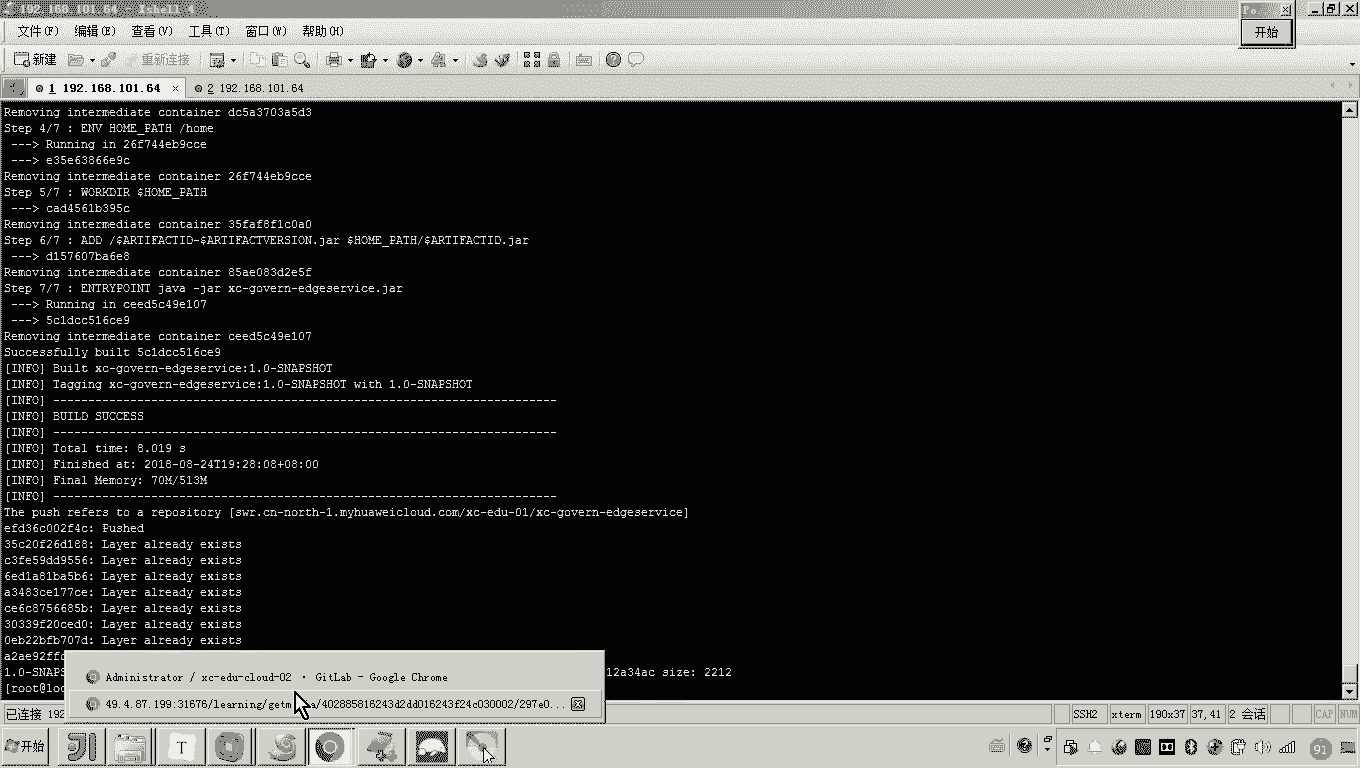 192.168.101.64 - Xshell 4
Po...
文件(F) 编辑(E) 查看(V) 工具(T) 窗口(W) 帮助(H)
开始
新建 重新连接
1 192.168.101.64 × 2 192.168.101.64
Removing intermediate container dc5a3703a5d3
Step 4/7 : ENV HOME_PATH /home
---> Running in 26f744eb9cce
---> e35e63866e9c
Removing intermediate container 26f744eb9cce
Step 5/7 : WORKDIR $HOME_PATH
---> cad4561b395c
Removing intermediate container 35faf8f1c0a0
Step 6/7 : ADD /$ARTIFACTID-$ARTIFACTVERSION.jar $HOME_PATH/$ARTIFACTID.jar
---> d157607ba6e8
Removing intermediate container 85ae083d2e5f
Step 7/7 : ENTRYPOINT java -jar xc-govern-edgeservice.jar
---> Running in ceed5c49e107
---> 5c1dcc516ce9
Removing intermediate container ceed5c49e107
Successfully built 5c1dcc516ce9
[INFO] Built xc-govern-edgeservice:1.0-SNAPSHOT
[INFO] Tagging xc-govern-edgeservice:1.0-SNAPSHOT with 1.0-SNAPSHOT
[INFO] ------------------------------------------------------------------------
[INFO] BUILD SUCCESS
[INFO] ------------------------------------------------------------------------
[INFO] Total time: 8.019 s
[INFO] Finished at: 2018-08-24T19:28:08+08:00
[INFO] Final Memory: 70M/513M
[INFO] ------------------------------------------------------------------------
The push refers to a repository [swr.cn-north-1.myhuaweicloud.com/xc-edu-01/xc-govern-edgeservice]
efd36c002f4c: Pushed
35c20f26d188: Layer already exists
c3fe59dd9556: Layer already exists
6ed1a81ba5b6: Layer already exists
a3483ce177ce: Layer already exists
ce6c8756685b: Layer already exists
30339f20ced0: Layer already exists
0eb22bfb707d: Layer already exists
a2ae92ff
1.0-SNAPS 12a34ac size: 2212
[root@loc
Administrator / xc-edu-cloud-02 · GitLab - Google Chrome
49.4.87.199:31676/learning/getm s/402885816243d2dd016243f24c030002/297e0...
已连接 192 SSH2 xterm 190x37 37,41 2 会话 CAP NUM
开始 T 91